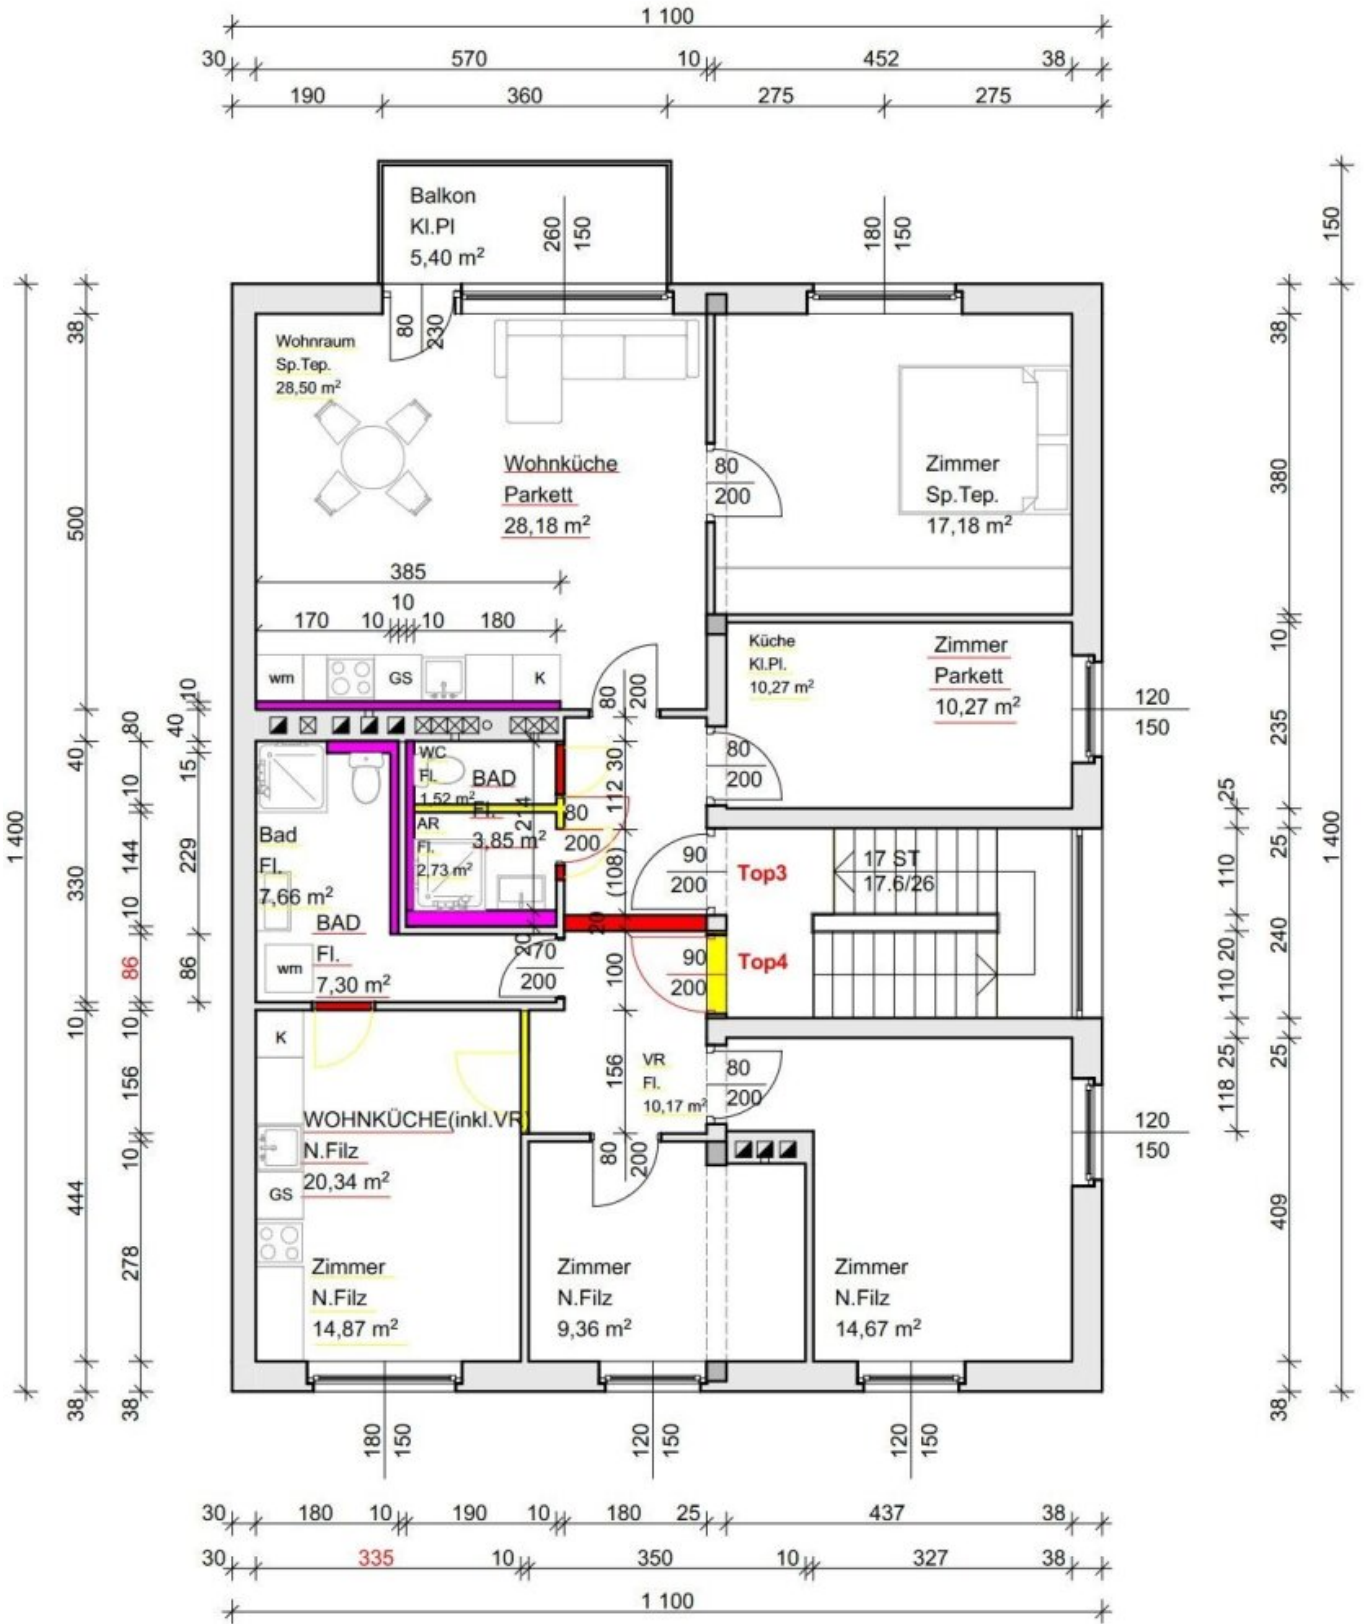 1 100
30 570 10 452 38
190 360 275 275
Balkon
Kl.Pl
5,40 m²
260
150
180
150
150
80
230
Wohnraum
Sp.Tep.
28,50 m²
Wohnküche
Parkett
28,18 m²
80
200
Zimmer
Sp.Tep.
17,18 m²
385
10
170 10 10 180
wm GS K
80
200
Küche
Kl.Pl.
10,27 m²
Zimmer
Parkett
10,27 m²
120
150
80
200
WC
Fl.
1,52 m²
BAD
Fl.
3,85 m²
AR
Fl.
2,73 m²
214
30
112
(108)
20
100
156
80
200
Bad
Fl.
7,66 m²
BAD
Fl.
7,30 m²
wm
20
70
200
90
200
Top3
17 ST
17.6/26
90
200
Top4
K
VR
Fl.
10,17 m²
80
200
WOHNKÜCHE(inkl.VR)
N.Filz
20,34 m²
GS
80
200
120
150
Zimmer
N.Filz
14,87 m²
Zimmer
N.Filz
9,36 m²
Zimmer
N.Filz
14,67 m²
180
150
120
150
120
150
1 400
38
500
80
40
330
10
444
38
10
40
10
144
10
86
10
156
10
278
38
15
229
86
38
380
10
235
25
255
110
20
240
110
25
255
118
409
38
1 400
30 180 10 190 10 180 25 437 38
30 335 10 350 10 327 38
1 100